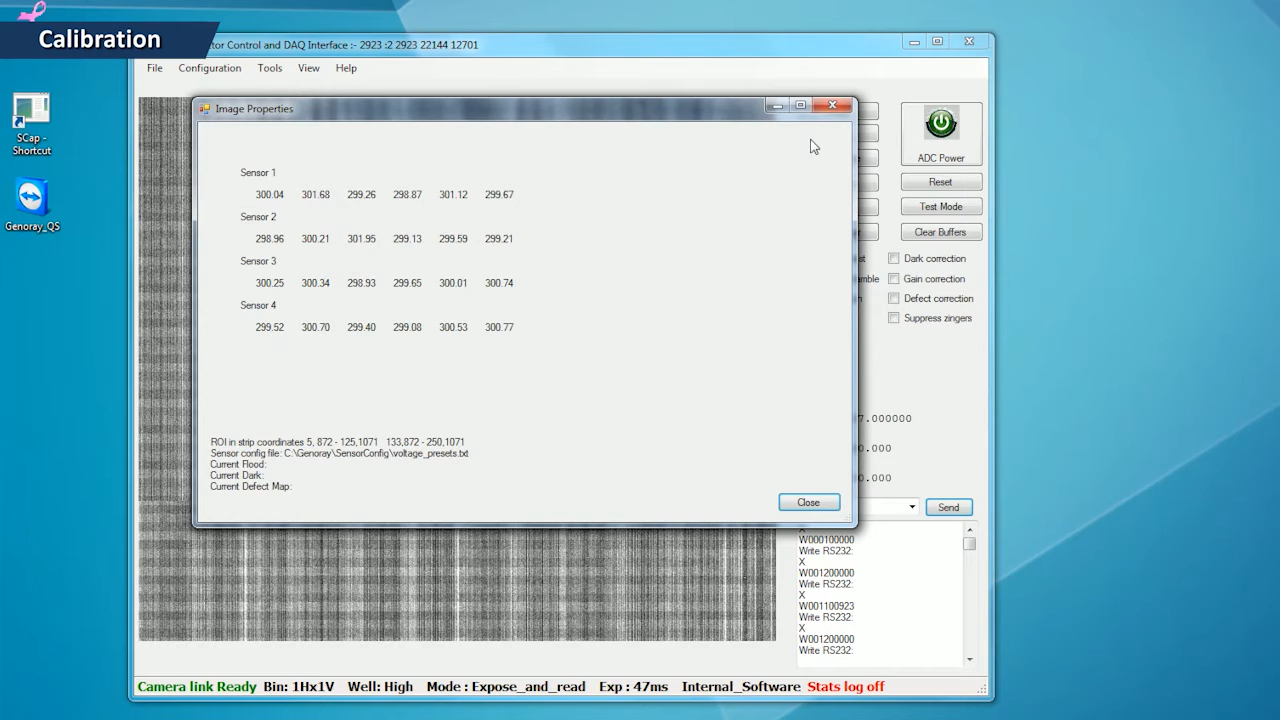 Calibration
tor Control and DAQ Interface :- 2923 :2 2923 22144 12701
File Configuration Tools View Help
SCap - Shortcut
Genoray_QS
Image Properties
Sensor 1
300.04 301.68 299.26 298.87 301.12 299.67
Sensor 2
298.96 300.21 301.95 299.13 299.59 299.21
Sensor 3
300.25 300.34 298.93 299.65 300.01 300.74
Sensor 4
299.52 300.70 299.40 299.08 300.53 300.77
ROI in strip coordinates 5, 872 - 125,1071 133,872 - 250,1071
Sensor config file: C:\Genoray\SensorConfig\voltage_presets.txt
Current Flood:
Current Dark:
Current Defect Map:
Close
ADC Power
Reset
Test Mode
Clear Buffers
Dark correction
Gain correction
Defect correction
Suppress zingers
7.000000
0.000
0.000
Send
W000100000
Write RS232:
X
W001200000
Write RS232:
X
W001100923
Write RS232:
X
W001200000
Write RS232:
Camera link Ready Bin: 1Hx1V Well: High Mode : Expose_and_read Exp : 47ms Internal_Software Stats log off